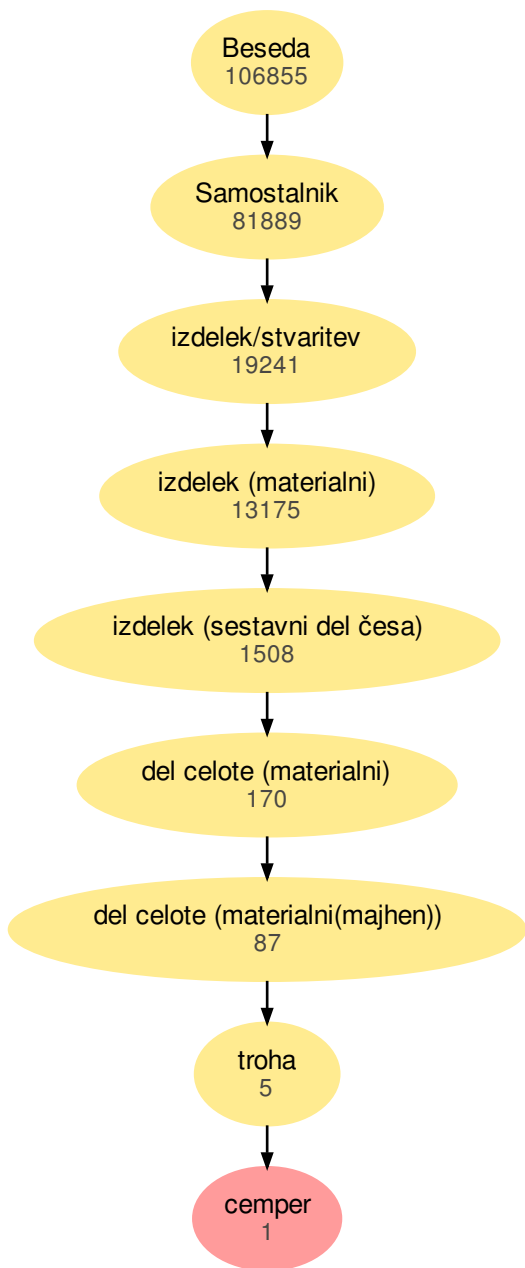 Beseda
106855
Samostalnik
81889
izdelek/stvaritev
19241
izdelek (materialni)
13175
izdelek (sestavni del česa)
1508
del celote (materialni)
170
del celote (materialni(majhen))
87
troha
5
cemper
1